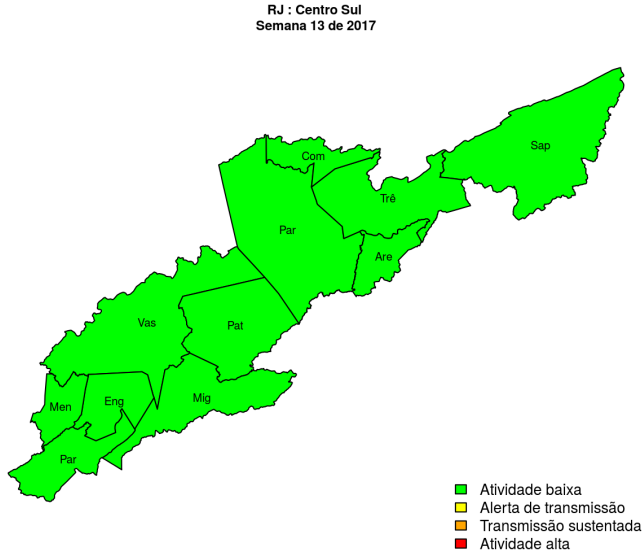 RJ : Centro Sul
Semana 13 de 2017
Sap
Com
Trê
Par
Are
Vas
Pat
Mig
Men
Eng
Par
Atividade baixa
Alerta de transmissão
Transmissão sustentada
Atividade alta